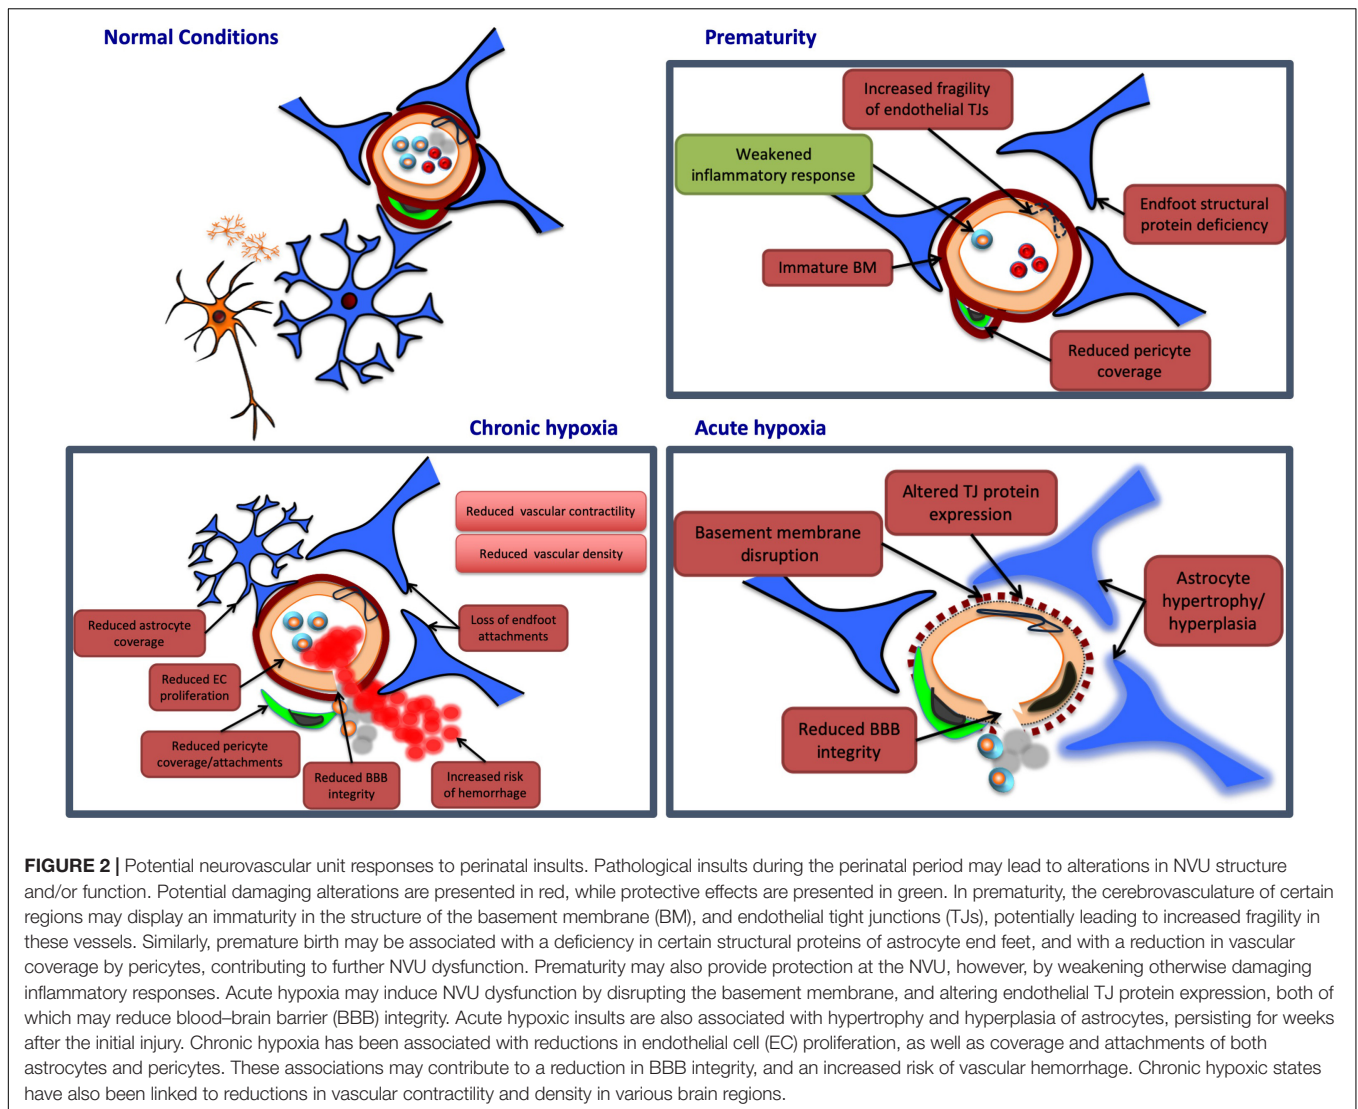 Normal Conditions
Prematurity
Increased fragility
of endothelial TJs
Weakened
inflammatory response
Endfoot structural
protein deficiency
Immature BM
Reduced pericyte
coverage
Chronic hypoxia
Reduced vascular contractility
Reduced vascular density
Reduced astrocyte
coverage
Loss of endfoot
attachments
Reduced EC
proliferation
Reduced pericyte
coverage/attachments
Reduced BBB
integrity
Increased risk
of hemorrhage
Acute hypoxia
Altered TJ protein
expression
Basement membrane
disruption
Astrocyte
hypertrophy/
hyperplasia
Reduced BBB
integrity
FIGURE 2 | Potential neurovascular unit responses to perinatal insults. Pathological insults during the perinatal period may lead to alterations in NVU structure
and/or function. Potential damaging alterations are presented in red, while protective effects are presented in green. In prematurity, the cerebrovasculature of certain
regions may display an immaturity in the structure of the basement membrane (BM), and endothelial tight junctions (TJs), potentially leading to increased fragility in
these vessels. Similarly, premature birth may be associated with a deficiency in certain structural proteins of astrocyte end feet, and with a reduction in vascular
coverage by pericytes, contributing to further NVU dysfunction. Prematurity may also provide protection at the NVU, however, by weakening otherwise damaging
inflammatory responses. Acute hypoxia may induce NVU dysfunction by disrupting the basement membrane, and altering endothelial TJ protein expression, both of
which may reduce blood–brain barrier (BBB) integrity. Acute hypoxic insults are also associated with hypertrophy and hyperplasia of astrocytes, persisting for weeks
after the initial injury. Chronic hypoxia has been associated with reductions in endothelial cell (EC) proliferation, as well as coverage and attachments of both
astrocytes and pericytes. These associations may contribute to a reduction in BBB integrity, and an increased risk of vascular hemorrhage. Chronic hypoxic states
have also been linked to reductions in vascular contractility and density in various brain regions.